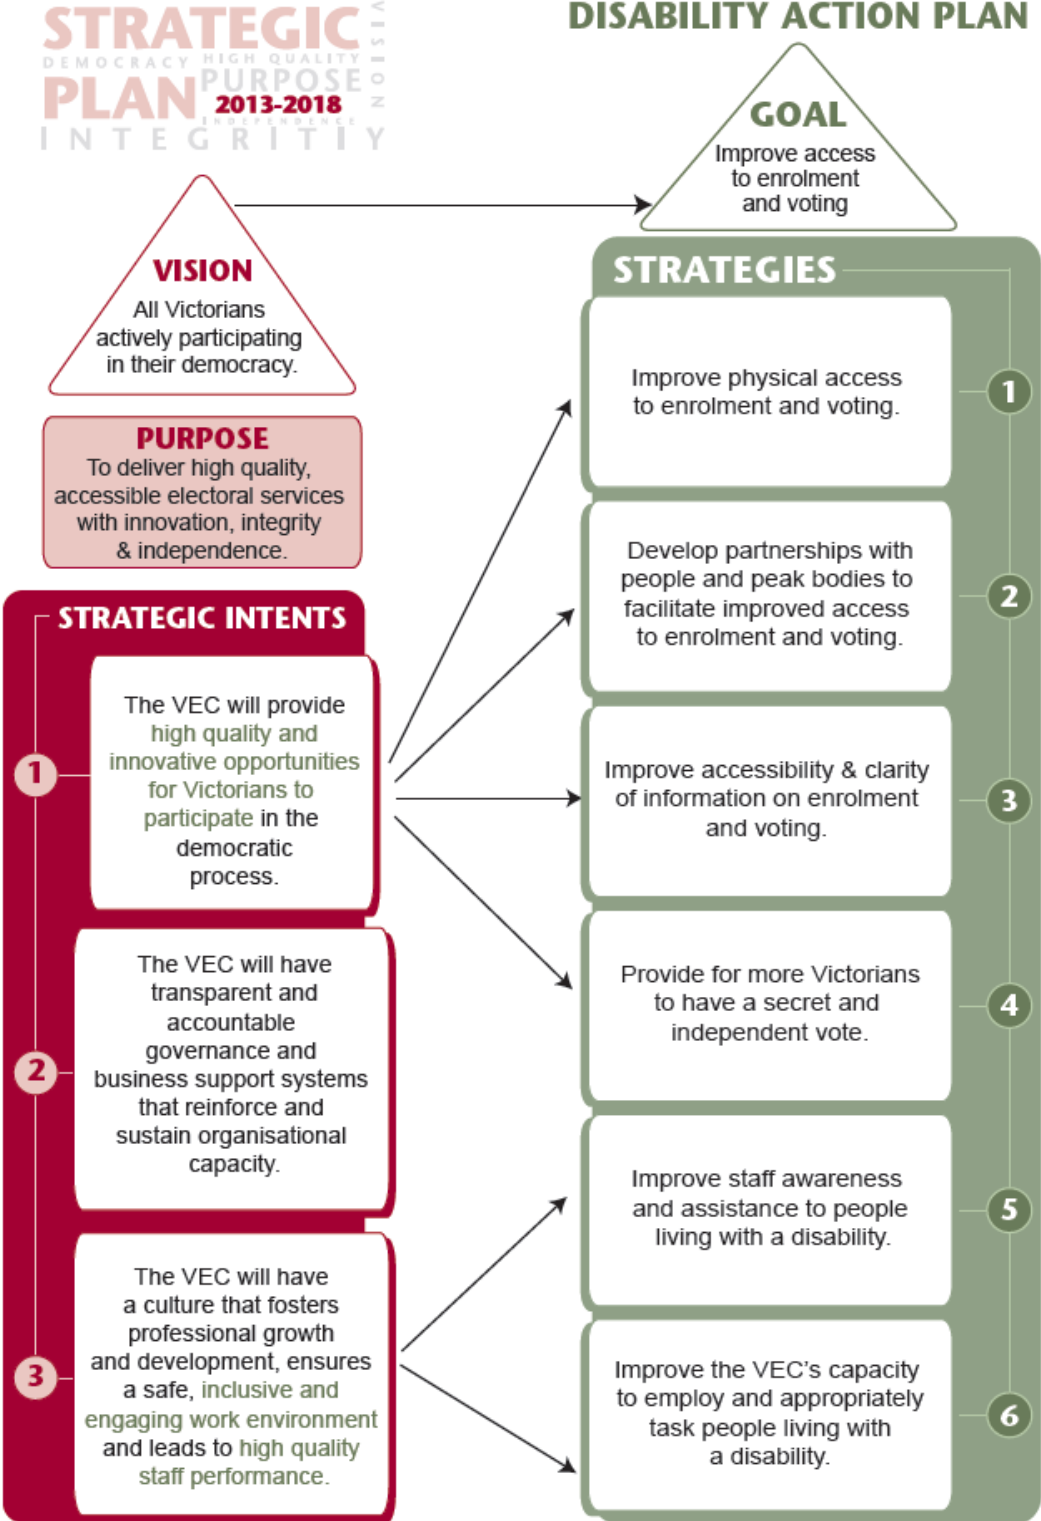 STRATEGIC
DEMOCRACY HIGH QUALITY
PLAN PURPOSE
2013-2018
INDEPENDENCE
INTEGRITIY
VISION
VISION
All Victorians
actively participating
in their democracy.
PURPOSE
To deliver high quality,
accessible electoral services
with innovation, integrity
& independence.
STRATEGIC INTENTS
1
The VEC will provide
high quality and
innovative opportunities
for Victorians to
participate in the
democratic
process.
2
The VEC will have
transparent and
accountable
governance and
business support systems
that reinforce and
sustain organisational
capacity.
3
The VEC will have
a culture that fosters
professional growth
and development, ensures
a safe, inclusive and
engaging work environment
and leads to high quality
staff performance.
DISABILITY ACTION PLAN
GOAL
Improve access
to enrolment
and voting
STRATEGIES
Improve physical access
to enrolment and voting.
1
Develop partnerships with
people and peak bodies to
facilitate improved access
to enrolment and voting.
2
Improve accessibility & clarity
of information on enrolment
and voting.
3
Provide for more Victorians
to have a secret and
independent vote.
4
Improve staff awareness
and assistance to people
living with a disability.
5
Improve the VEC's capacity
to employ and appropriately
task people living with
a disability.
6